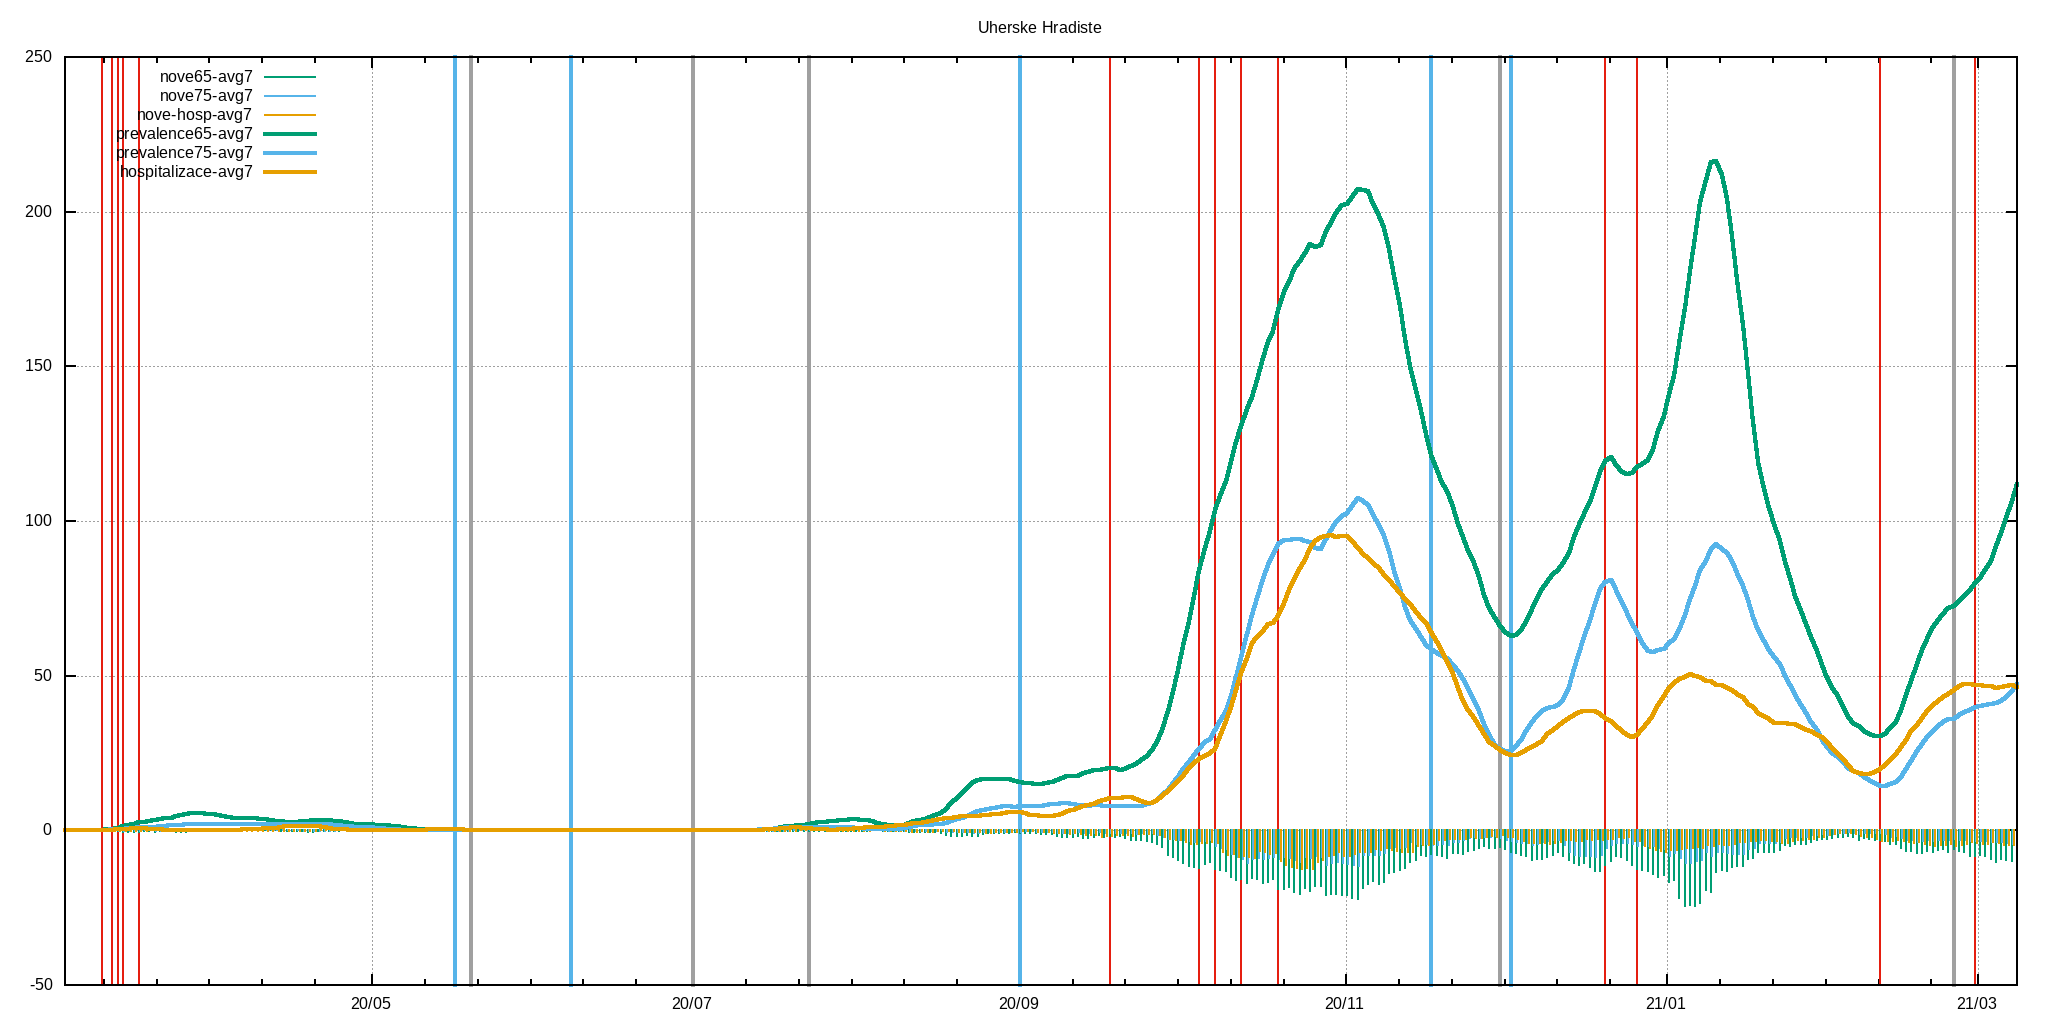 Uherske Hradiste
250
nove65-avg7
nove75-avg7
nove-hosp-avg7
prevalence65-avg7
prevalence75-avg7
hospitalizace-avg7
200
150
100
50
0
-50
20/05 20/07 20/09 20/11 21/01 21/03